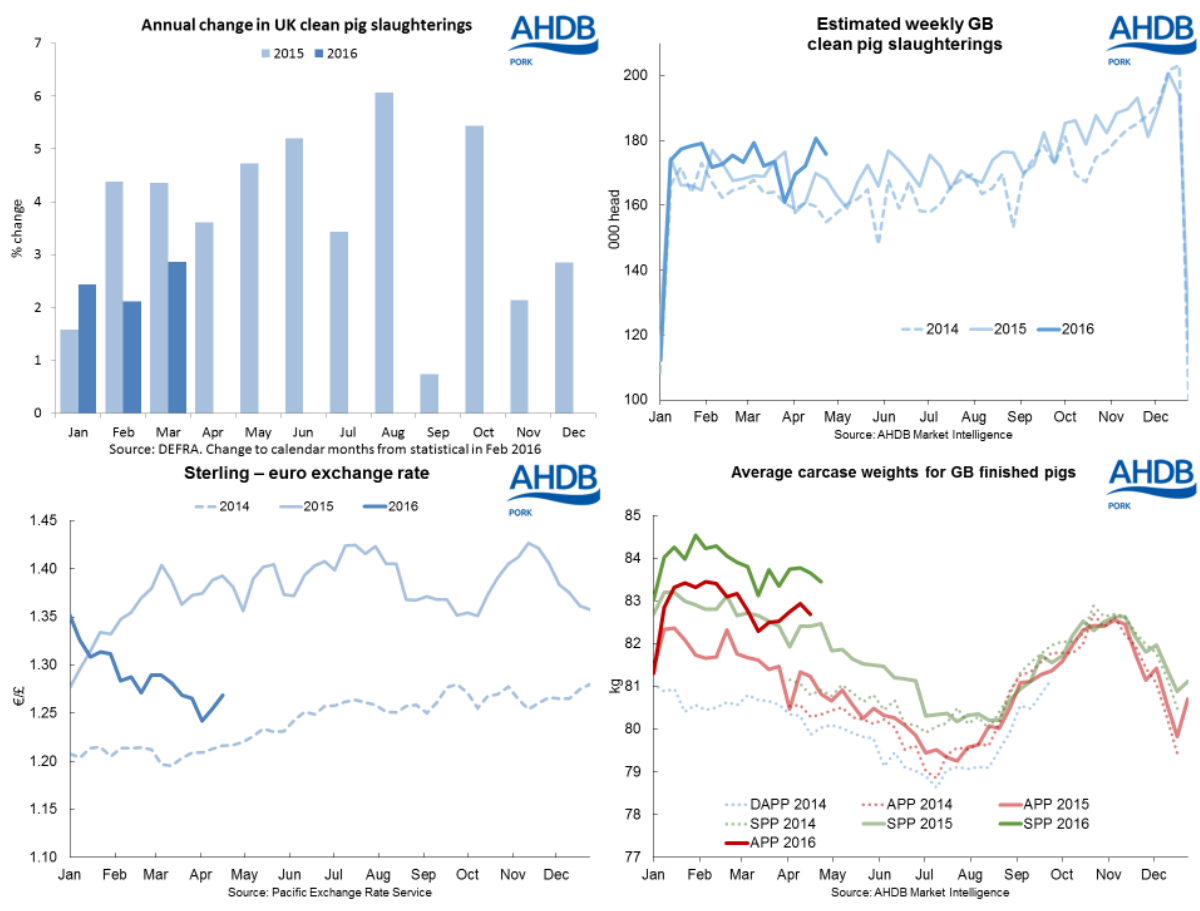 Annual change in UK clean pig slaughterings
AHDB
PORK
2015 2016
7
6
5
4
3
2
1
0
% change
Jan Feb Mar Apr May Jun Jul Aug Sep Oct Nov Dec
Source: DEFRA. Change to calendar months from statistical in Feb 2016
Estimated weekly GB
clean pig slaughterings
AHDB
PORK
200
180
160
140
120
100
000 head
2014 2015 2016
Jan Feb Mar Apr May Jun Jul Aug Sep Oct Nov Dec
Source: AHDB Market Intelligence
Sterling – euro exchange rate
AHDB
PORK
2014 2015 2016
1.45
1.40
1.35
1.30
1.25
1.20
1.15
1.10
€/£
Jan Feb Mar Apr May Jun Jul Aug Sep Oct Nov Dec
Source: Pacific Exchange Rate Service
Average carcase weights for GB finished pigs
AHDB
PORK
85
84
83
82
81
80
79
78
77
kg
DAPP 2014 APP 2014 APP 2015
SPP 2014 SPP 2015 SPP 2016
APP 2016
Jan Feb Mar Apr May Jun Jul Aug Sep Oct Nov Dec
Source: AHDB Market Intelligence